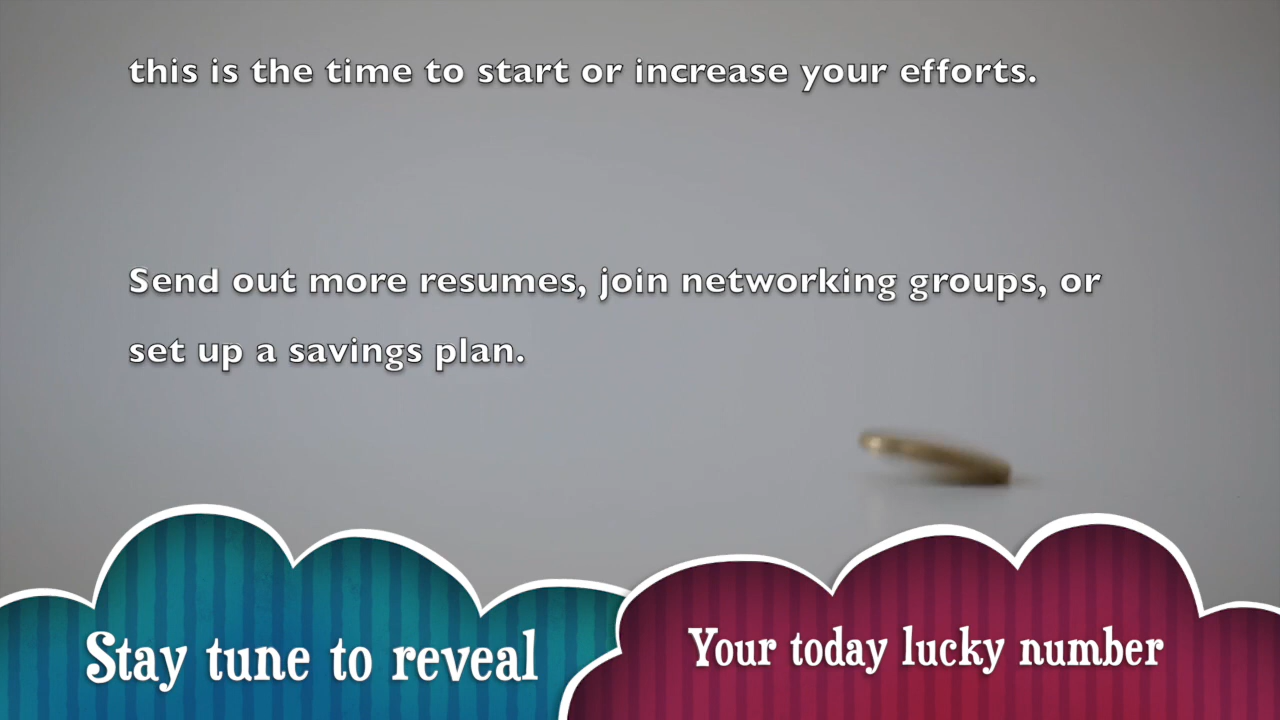 this is the time to start or increase your efforts.
Send out more resumes, join networking groups, or
set up a savings plan.
Stay tune to reveal
Your today lucky number